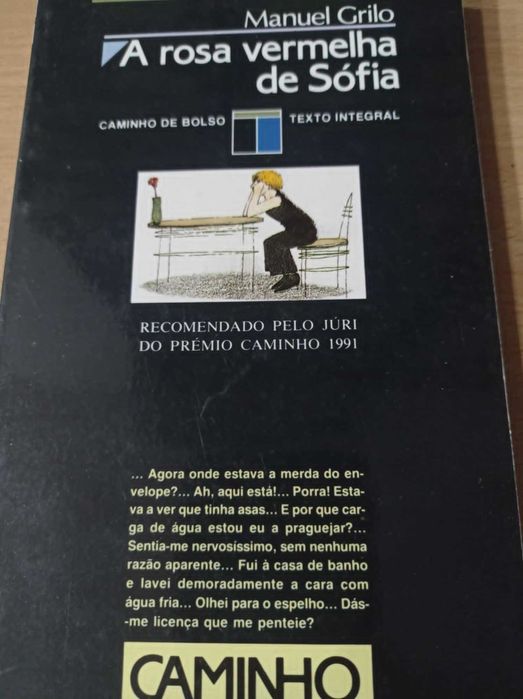 Manuel Grilo
A rosa vermelha
de Sófia
CAMINHO DE BOLSO TEXTO INTEGRAL
RECOMENDADO PELO JÚRI
DO PRÉMIO CAMINHO 1991
... Agora onde estava a merda do en-
velope?... Ah, aqui está!... Porra! Esta-
va a ver que tinha asas... E por que car-
ga de água estou eu a praguejar?...
Sentia-me nervosíssimo, sem nenhuma
razão aparente... Fui à casa de banho
e lavei demoradamente a cara com
água fria... Olhei para o espelho... Dás-
-me licença que me penteie?
CAMINHO